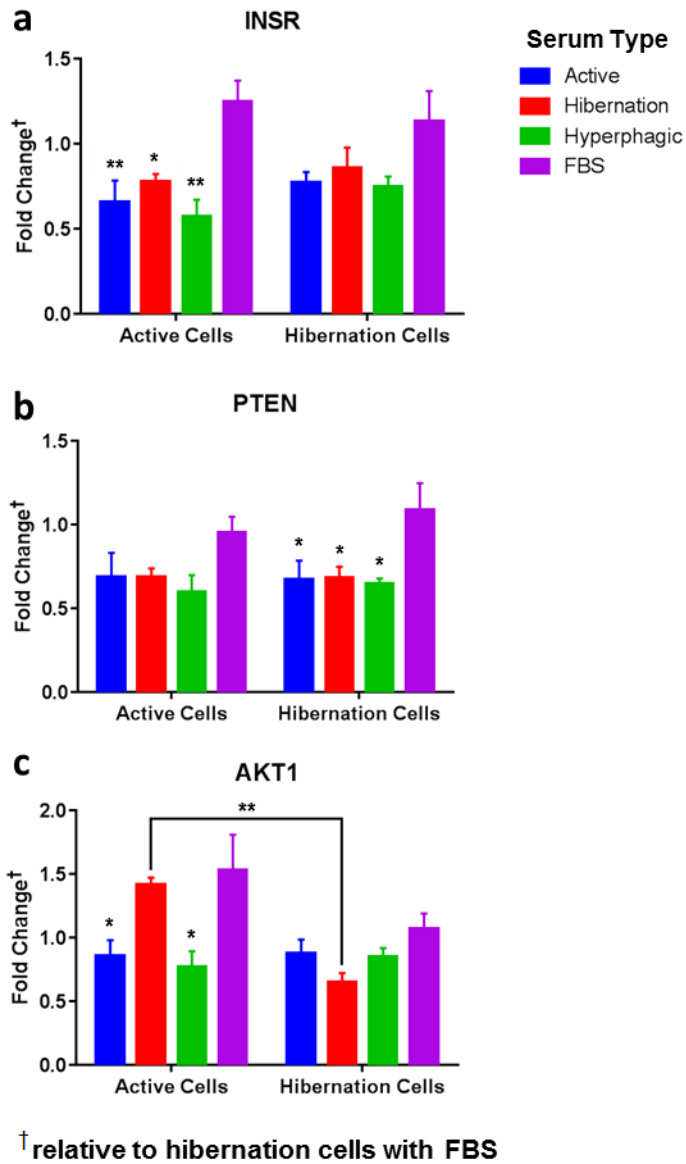 a
INSR
Serum Type
Active
Hibernation
Hyperphagic
FBS
Fold Change†
1.5
1.0
0.5
0.0
** * **
Active Cells Hibernation Cells
b
PTEN
Fold Change†
1.5
1.0
0.5
0.0
* * *
Active Cells Hibernation Cells
c
AKT1
Fold Change†
2.0
1.5
1.0
0.5
0.0
**
* *
Active Cells Hibernation Cells
†relative to hibernation cells with FBS